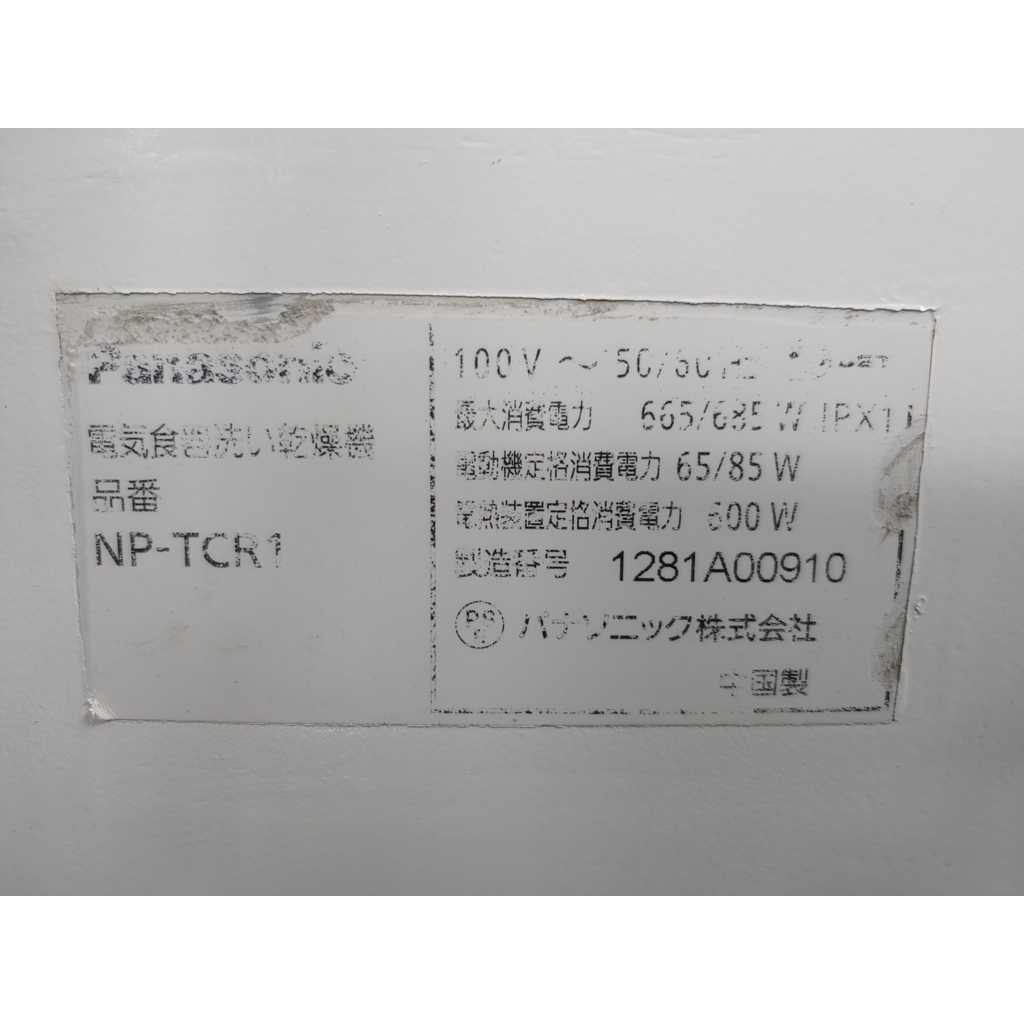 Panasonic
電気食器洗い乾燥機
品番
NP-TCR1
100V ～ 50/60Hz
最大消費電力 665/685 W IPX1
電動機定格消費電力 65/85 W
電熱装置定格消費電力 600 W
製造番号 1281A00910
PS E パナソニック株式会社
中国製